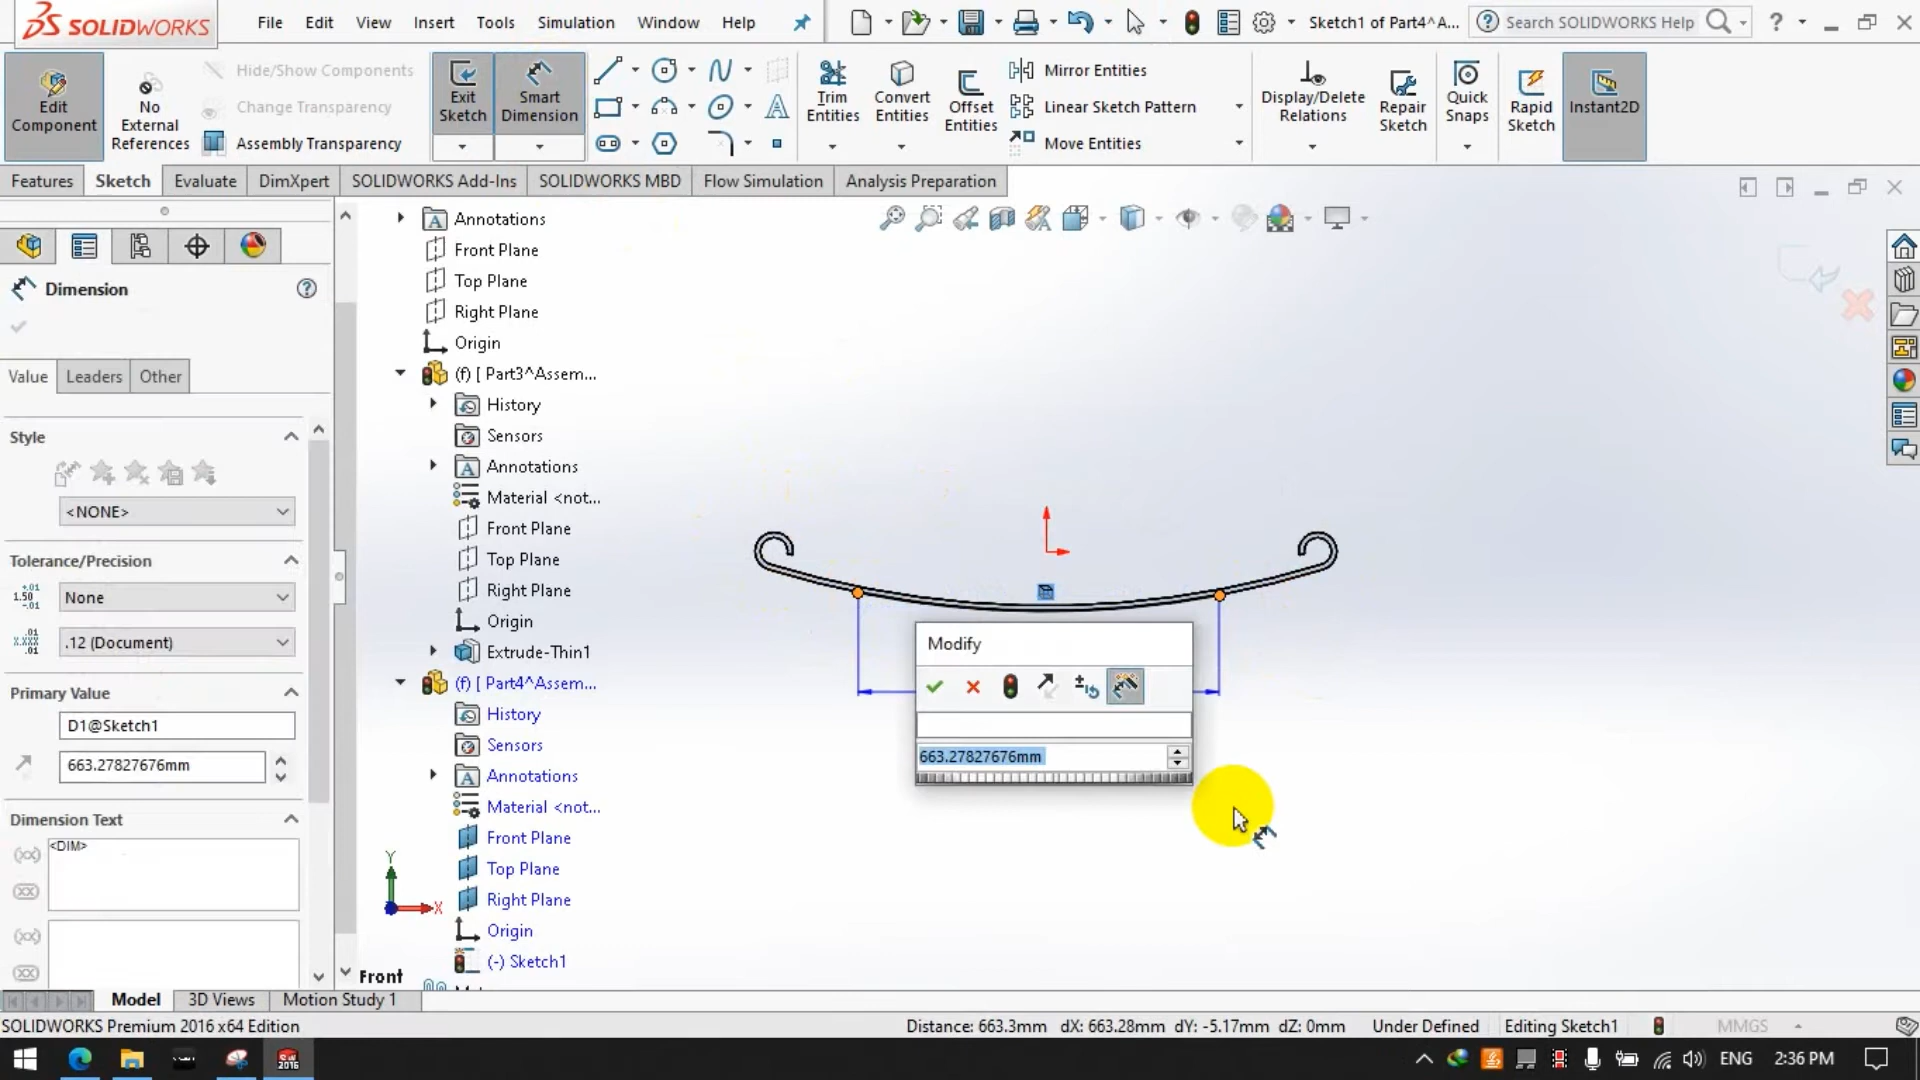 SOLIDWORKS
File Edit View Insert Tools Simulation Window Help
Sketch1 of Part4^A...
Search SOLIDWORKS Help
Edit Component
No External References
Hide/Show Components
Change Transparency
Assembly Transparency
Exit Sketch
Smart Dimension
Trim Entities
Convert Entities
Offset Entities
Mirror Entities
Linear Sketch Pattern
Move Entities
Display/Delete Relations
Repair Sketch
Quick Snaps
Rapid Sketch
Instant2D
Features Sketch Evaluate DimXpert SOLIDWORKS Add-Ins SOLIDWORKS MBD Flow Simulation Analysis Preparation
Dimension
Value Leaders Other
Style
<NONE>
Tolerance/Precision
None
.12 (Document)
Primary Value
D1@Sketch1
663.27827676mm
Dimension Text
<DIM>
Annotations
Front Plane
Top Plane
Right Plane
Origin
(f) [ Part3^Assem...
History
Sensors
Annotations
Material <not...
Front Plane
Top Plane
Right Plane
Origin
Extrude-Thin1
(f) [ Part4^Assem...
History
Sensors
Annotations
Material <not...
Front Plane
Top Plane
Right Plane
Origin
(-) Sketch1
Modify
663.27827676mm
Y
X
Front
Model 3D Views Motion Study 1
SOLIDWORKS Premium 2016 x64 Edition
Distance: 663.3mm dX: 663.28mm dY: -5.17mm dZ: 0mm Under Defined Editing Sketch1 MMGS
ENG 2:36 PM